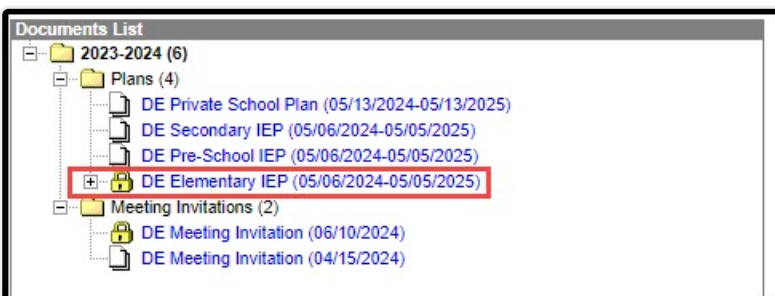 Documents List
2023-2024 (6)
Plans (4)
DE Private School Plan (05/13/2024-05/13/2025)
DE Secondary IEP (05/06/2024-05/05/2025)
DE Pre-School IEP (05/06/2024-05/05/2025)
DE Elementary IEP (05/06/2024-05/05/2025)
Meeting Invitations (2)
DE Meeting Invitation (06/10/2024)
DE Meeting Invitation (04/15/2024)